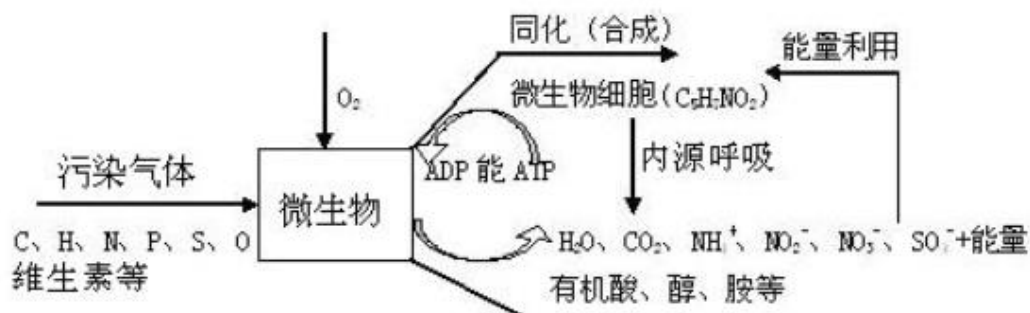 同化（合成）
能量利用
O₂
微生物细胞(C₅H₇NO₂)
污染气体
ADP 能 ATP
内源呼吸
微生物
C、H、N、P、S、O
维生素等
H₂O、CO₂、NH₄⁺、NO₂⁻、NO₃⁻、SO₄⁻+能量
有机酸、醇、胺等